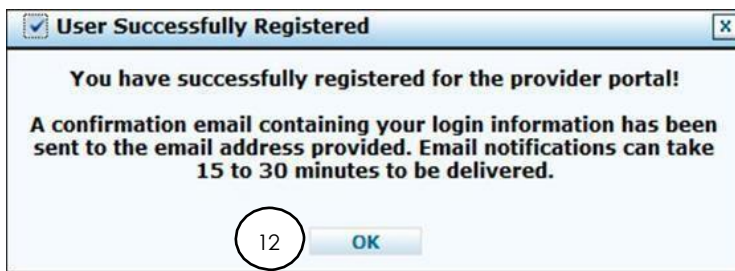 User Successfully Registered
X
You have successfully registered for the provider portal!
A confirmation email containing your login information has been
sent to the email address provided. Email notifications can take
15 to 30 minutes to be delivered.
12 OK